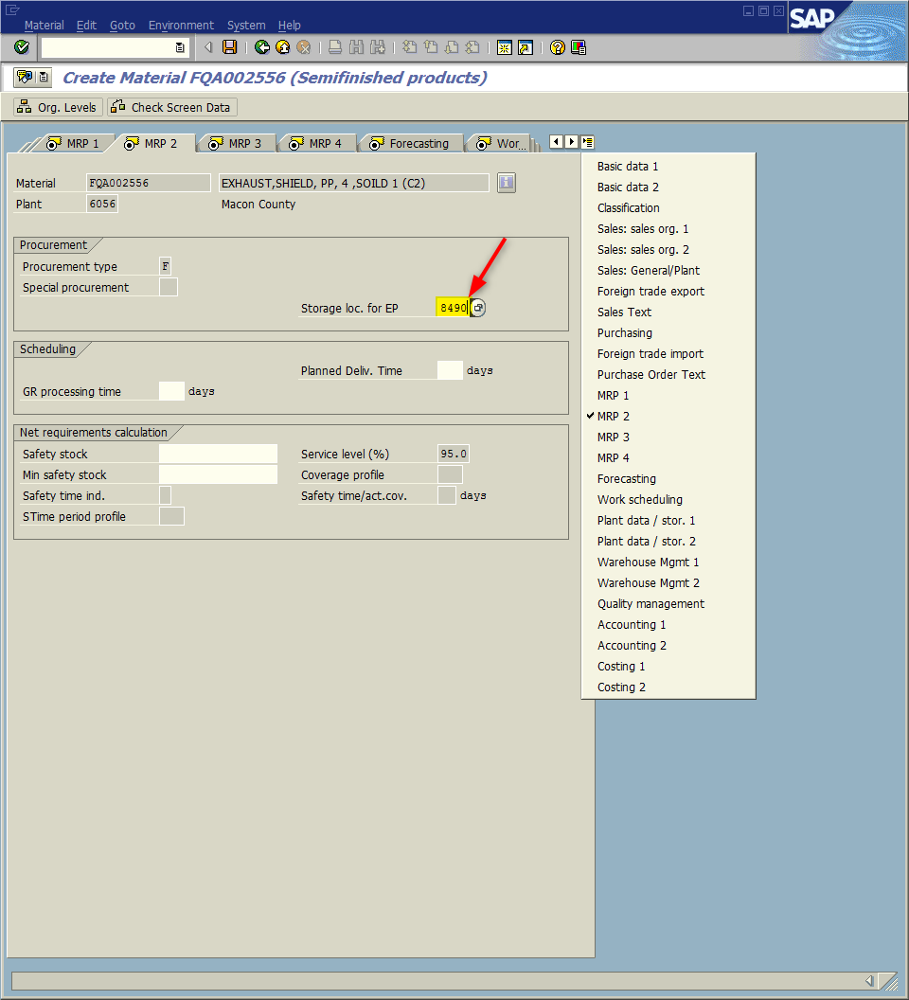 Material Edit Goto Environment System Help
SAP
Create Material FQA002556 (Semifinished products)
Org. Levels Check Screen Data
MRP 1 MRP 2 MRP 3 MRP 4 Forecasting Wor...
Material FQA002556 EXHAUST,SHIELD, PP, 4 ,SOILD 1 (C2)
Plant 6056 Macon County
Procurement
Procurement type F
Special procurement
Storage loc. for EP 8490
Scheduling
Planned Deliv. Time days
GR processing time days
Net requirements calculation
Safety stock Service level (%) 95.0
Min safety stock Coverage profile
Safety time ind. Safety time/act.cov. days
STime period profile
Basic data 1
Basic data 2
Classification
Sales: sales org. 1
Sales: sales org. 2
Sales: General/Plant
Foreign trade export
Sales Text
Purchasing
Foreign trade import
Purchase Order Text
MRP 1
MRP 2
MRP 3
MRP 4
Forecasting
Work scheduling
Plant data / stor. 1
Plant data / stor. 2
Warehouse Mgmt 1
Warehouse Mgmt 2
Quality management
Accounting 1
Accounting 2
Costing 1
Costing 2